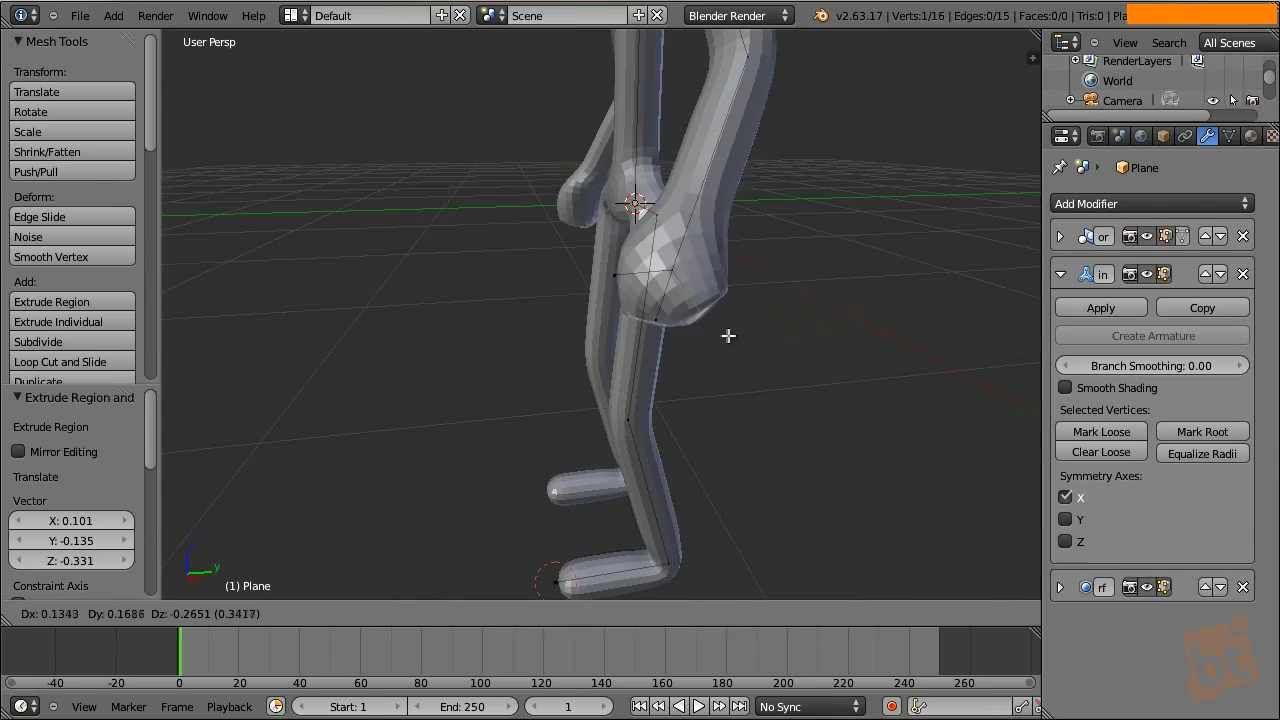 File Add Render Window Help Default Scene Blender Render v2.63.17 | Verts:1/16 | Edges:0/15 | Faces:0/0 | Tris:0 | Pla
Mesh Tools
Transform:
Translate
Rotate
Scale
Shrink/Fatten
Push/Pull
Deform:
Edge Slide
Noise
Smooth Vertex
Add:
Extrude Region
Extrude Individual
Subdivide
Loop Cut and Slide
Duplicate
Extrude Region and
Extrude Region
Mirror Editing
Translate
Vector
X: 0.101
Y: -0.135
Z: -0.331
Constraint Axis
User Persp
z
y
(1) Plane
Dx: 0.1343 Dy: 0.1686 Dz: -0.2651 (0.3417)
View Search All Scenes
RenderLayers
World
Camera
Plane
Add Modifier
or
in
Apply Copy
Create Armature
Branch Smoothing: 0.00
Smooth Shading
Selected Vertices:
Mark Loose Mark Root
Clear Loose Equalize Radii
Symmetry Axes:
X
Y
Z
rf
bt
-40 -20 0 20 40 60 80 100 120 140 160 180 200 220 240 260
View Marker Frame Playback Start: 1 End: 250 1 No Sync